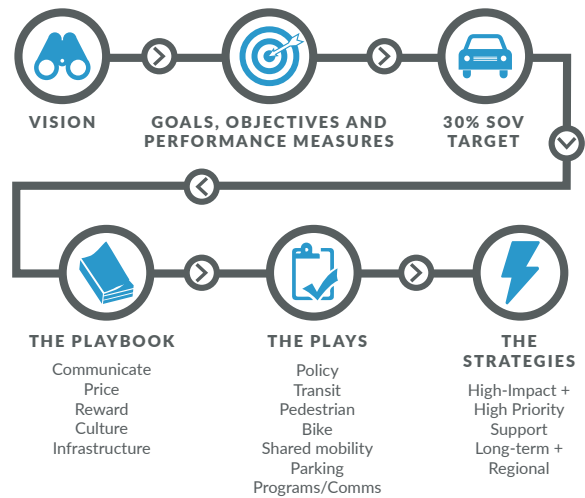 VISION
GOALS, OBJECTIVES AND
PERFORMANCE MEASURES
30% SOV
TARGET
THE PLAYBOOK
Communicate
Price
Reward
Culture
Infrastructure
THE PLAYS
Policy
Transit
Pedestrian
Bike
Shared mobility
Parking
Programs/Comms
THE
STRATEGIES
High-Impact +
High Priority
Support
Long-term +
Regional